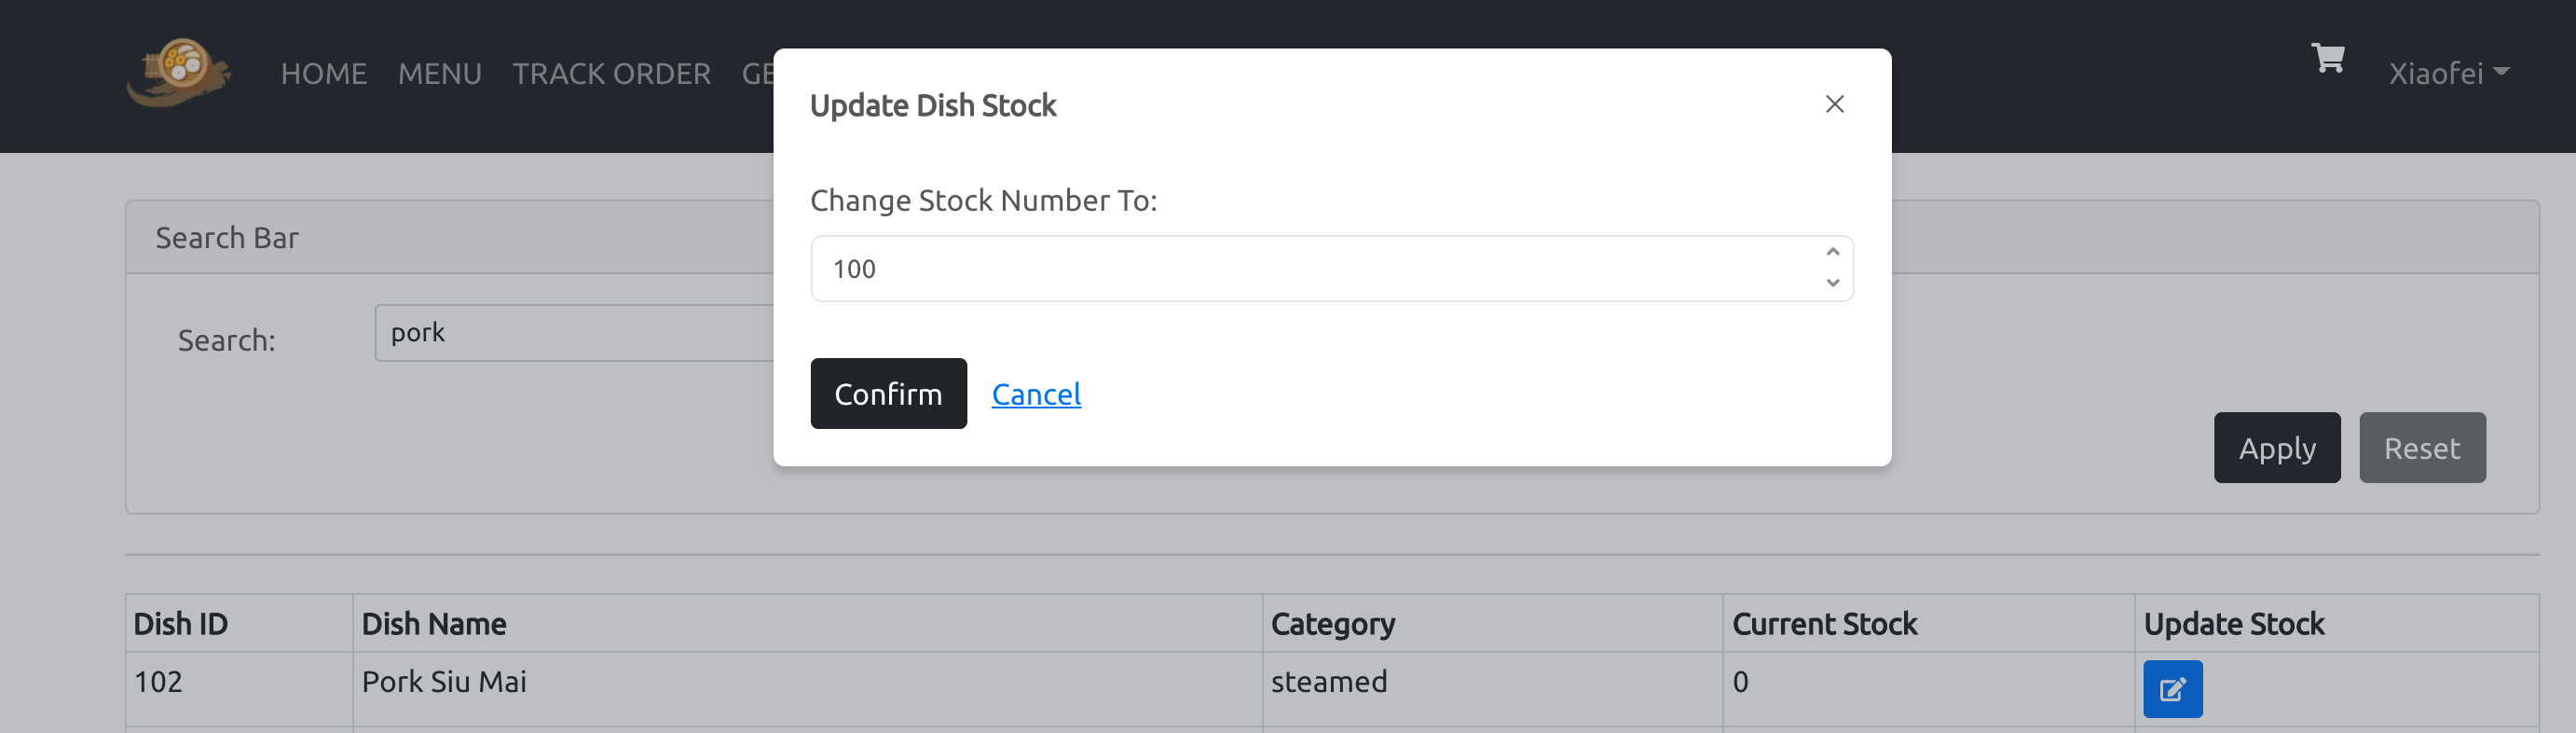 HOME MENU TRACK ORDER GE
Xiaofei
Update Dish Stock
Change Stock Number To:
100
Confirm Cancel
Search Bar
Search: pork
Apply Reset
Dish ID Dish Name Category Current Stock Update Stock
102 Pork Siu Mai steamed 0